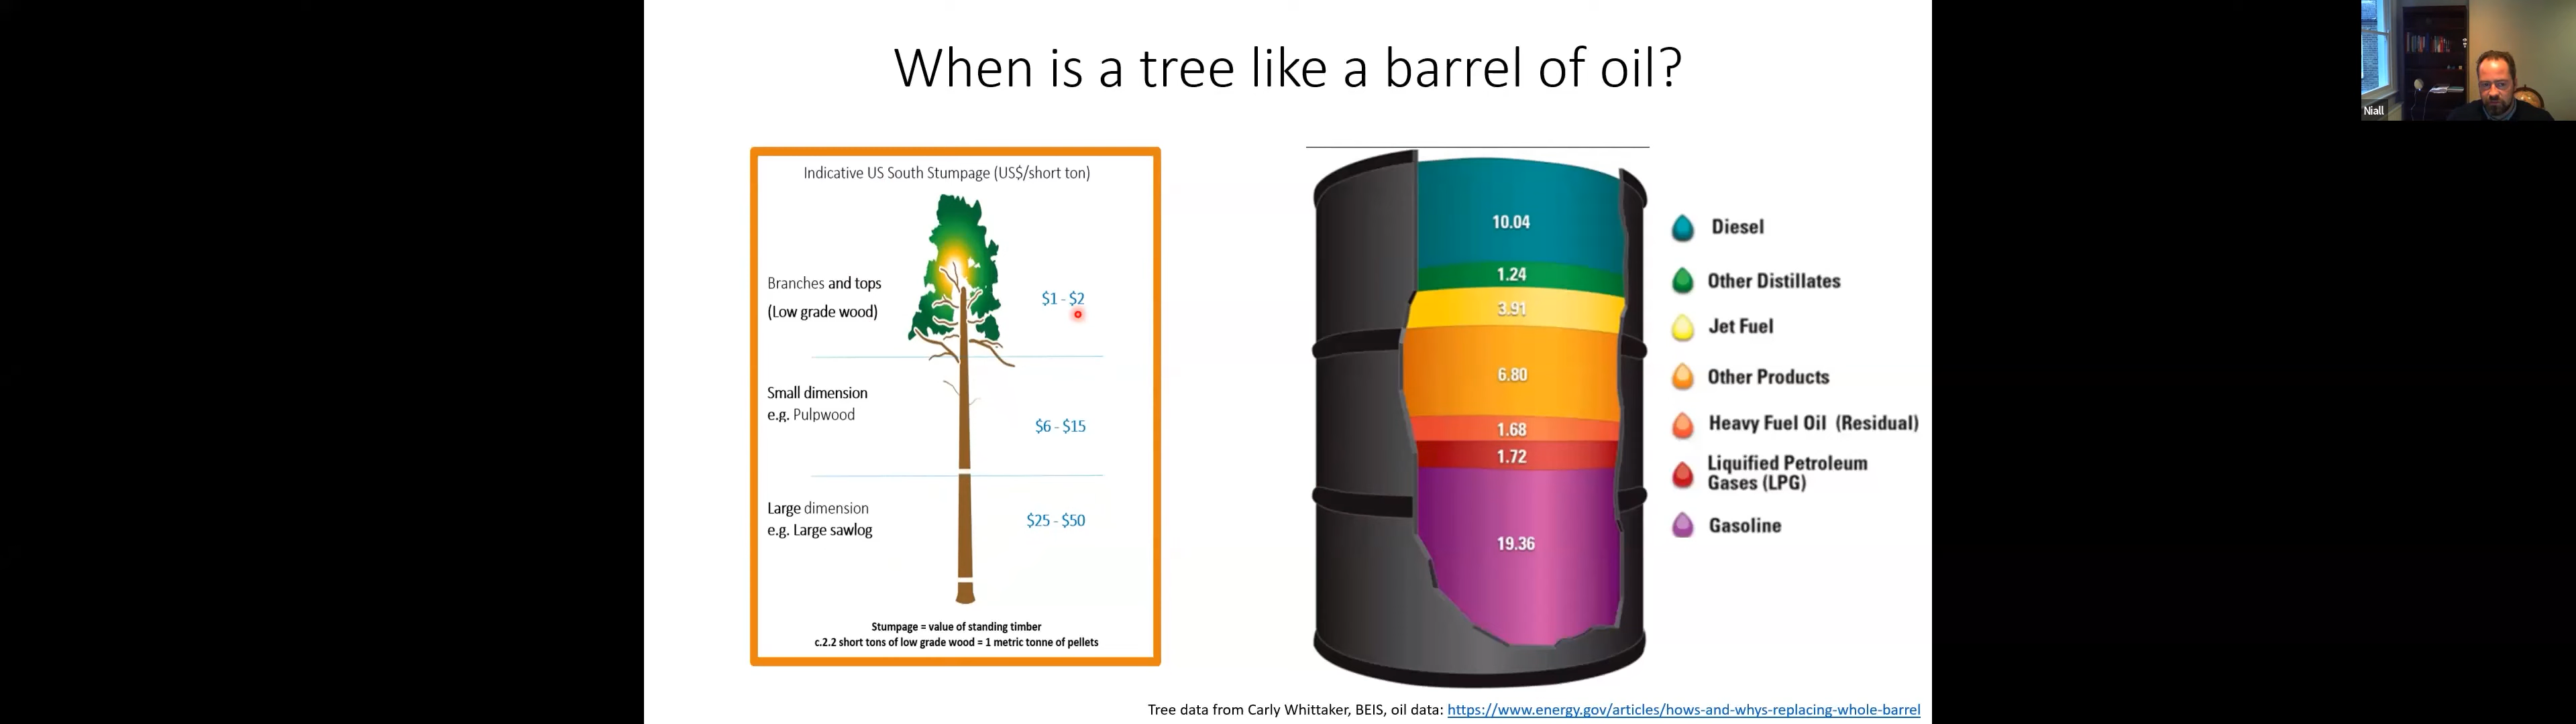 When is a tree like a barrel of oil?
Niall
Indicative US South Stumpage (US$/short ton)
Branches and tops
(Low grade wood)
$1 - $2
Small dimension
e.g. Pulpwood
$6 - $15
Large dimension
e.g. Large sawlog
$25 - $50
Stumpage = value of standing timber
c.2.2 short tons of low grade wood = 1 metric tonne of pellets
10.04
1.24
3.91
6.80
1.68
1.72
19.36
Diesel
Other Distillates
Jet Fuel
Other Products
Heavy Fuel Oil (Residual)
Liquified Petroleum
Gases (LPG)
Gasoline
Tree data from Carly Whittaker, BEIS, oil data: https://www.energy.gov/articles/hows-and-whys-replacing-whole-barrel